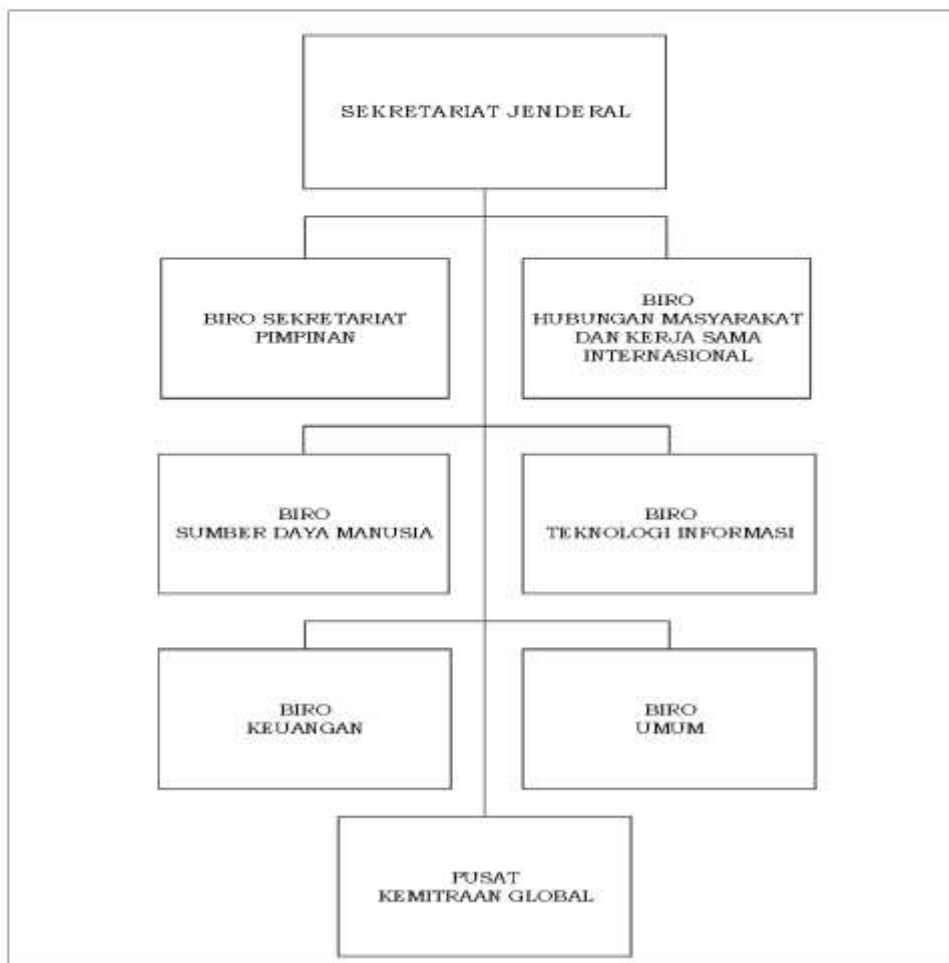 SEKRETARIAT JENDERAL
BIRO SEKRETARIAT
PIMPINAN
BIRO
HUBUNGAN MASYARAKAT
DAN KERJA SAMA
INTERNASIONAL
BIRO
SUMBER DAYA MANUSIA
BIRO
TEKNOLOGI INFORMASI
BIRO
KEUANGAN
BIRO
UMUM
PUSAT
KEMITRAAN GLOBAL